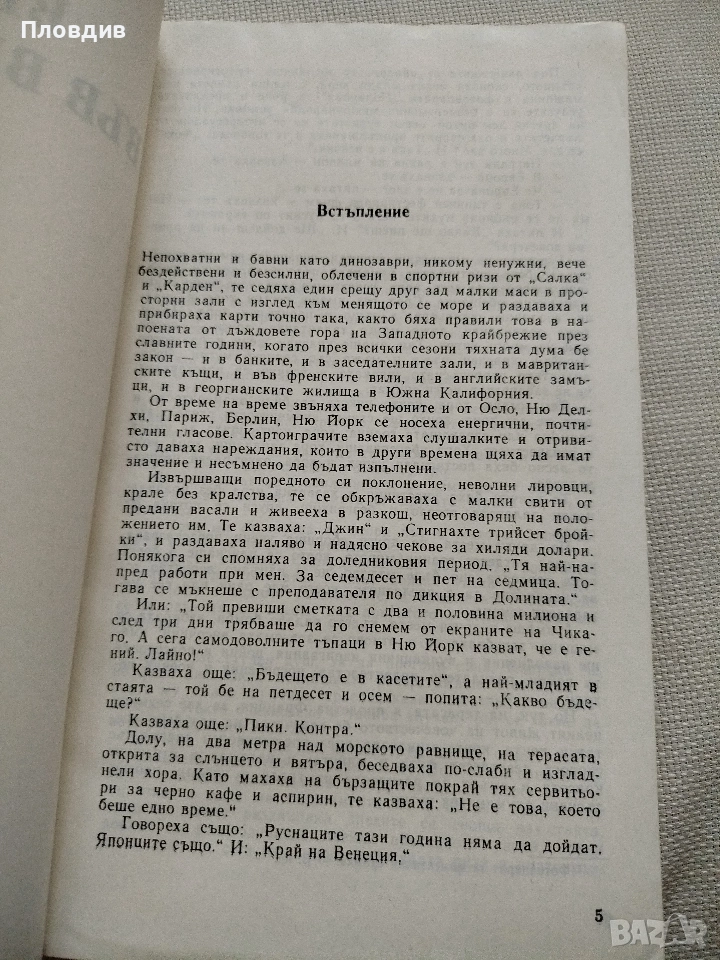 Пловдив
Встъпление
Непохватни и бавни като динозаври, никому ненужни, вече
бездействени и безсилни, облечени в спортни ризи от „Салка“
и „Карден“, те седяха един срещу друг зад малки маси в про-
сторни зали с изглед към менящото се море и раздаваха и
прибираха карти точно така, както бяха правили това в на-
поената от дъждовете гора на Западното крайбрежие през
славните години, когато през всички сезони тяхната дума бе
закон — и в банките, и в заседателните зали, и в мавритан-
ските къщи, и във френските вили, и в английските замъ-
ци, и в георгианските жилища в Южна Калифорния.
От време на време звъняха телефоните и от Осло, Ню Дел-
хи, Париж, Берлин, Ню Йорк се носеха енергични, почти-
телни гласове. Картоиграчите вземаха слушалките и отриви-
сто даваха нареждания, които в други времена щяха да имат
значение и несъмнено да бъдат изпълнени.
Извършващи поредното си поклонение, неволни лировци,
крале без кралства, те се обкръжаваха с малки свити от
предани васали и живееха в разкош, неотговарящ на поло-
жението им. Те казваха: „Джин“ и „Стигнахте трийсет брой-
ки“, и раздаваха наляво и надясно чекове за хиляди долари.
Понякога си спомняха за доледниковия период. „Тя най-на-
пред работи при мен. За седемдесет и пет на седмица. То-
гава се мъкнеше с преподавателя по дикция в Долината.“
Или: „Той превиши сметката с два и половина милиона и
след три дни трябваше да го снемем от екраните на Чика-
го. А сега самодоволните тъпаци в Ню Йорк казват, че е ге-
ний. Лайно!“
Казваха още: „Бъдещето е в касетите“, а най-младият в
стаята — той бе на петдесет и осем — попита: „Какво бъде-
ще?“
Казваха още: „Пики. Контра.“
Долу, на два метра над морското равнище, на терасата,
открита за слънцето и вятъра, беседваха по-слаби и изглад-
нели хора. Като махаха на бързащите покрай тях сервитьо-
ри за черно кафе и аспирин, те казваха: „Не е това, което
беше едно време.“
Говореха също: „Руснаците тази година няма да дойдат.
Японците също.“ И: „Край на Венеция.“
5
BAZAR